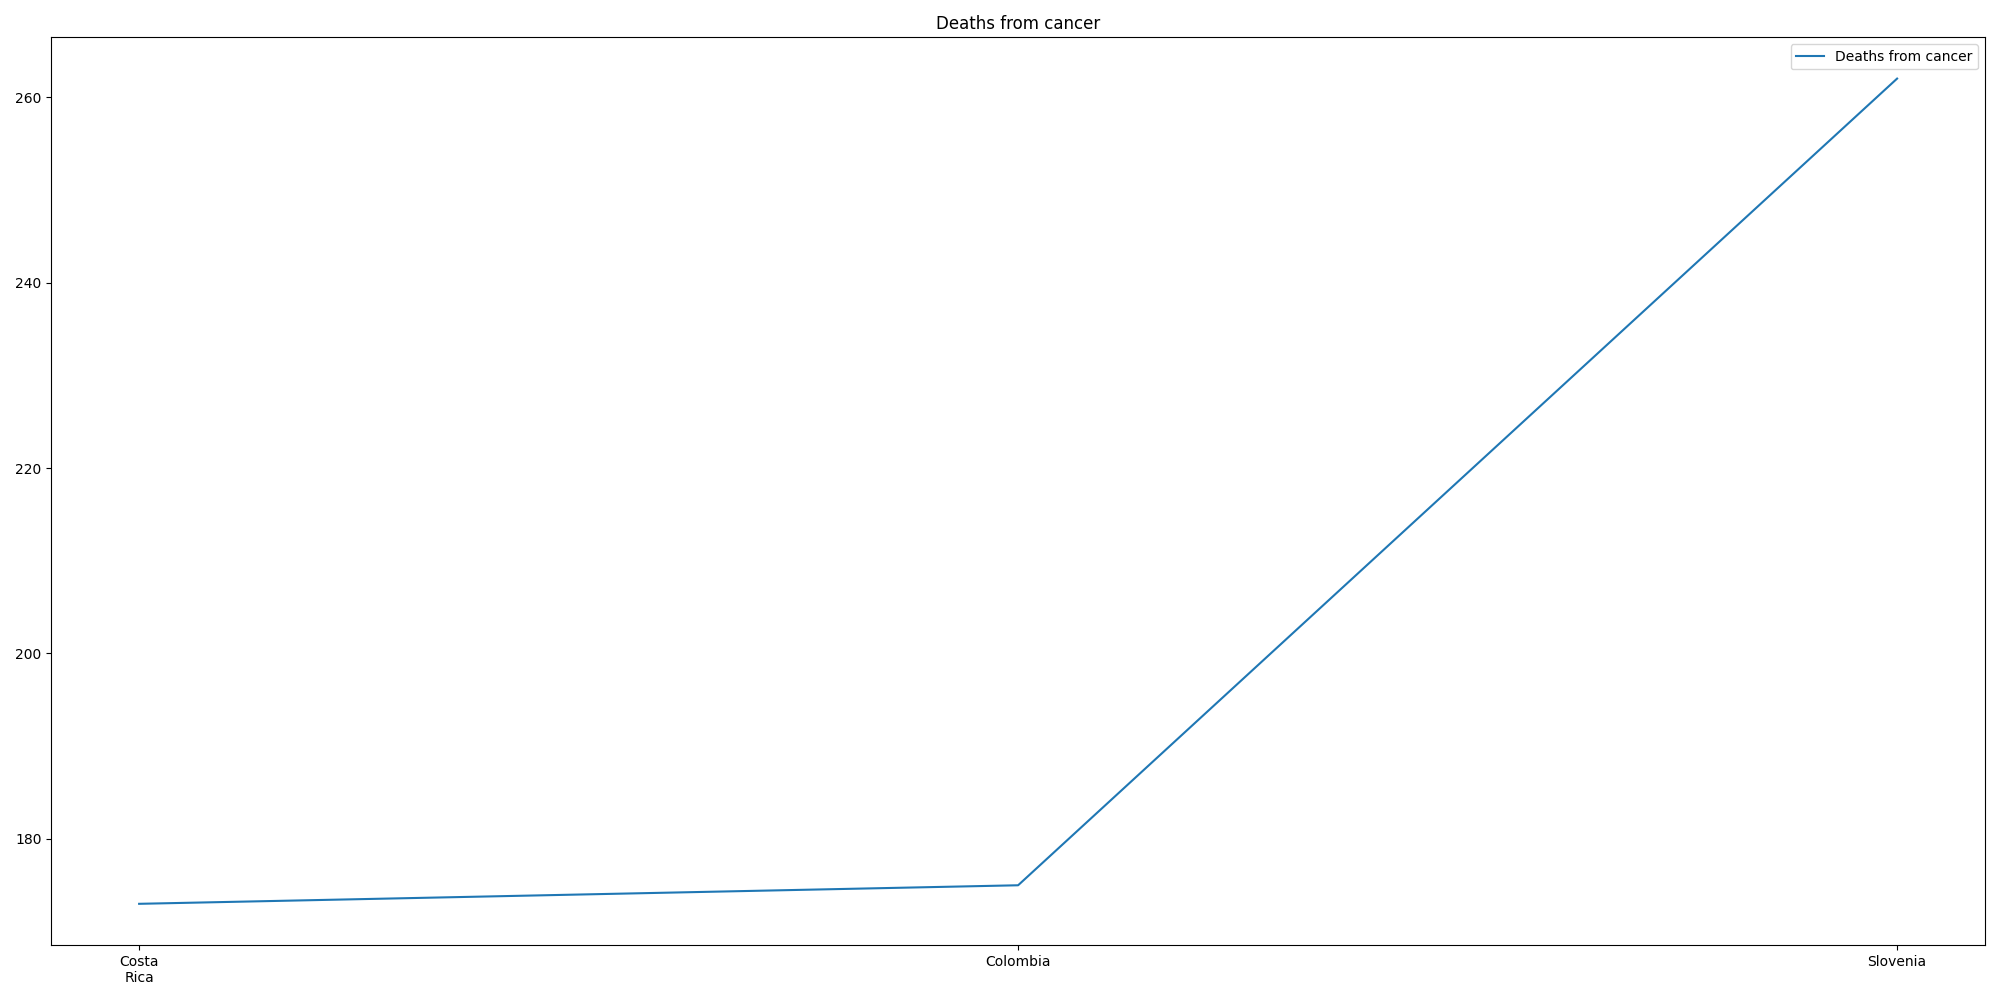 Deaths from cancer
Deaths from cancer
260
240
220
200
180
Costa
Rica
Colombia
Slovenia